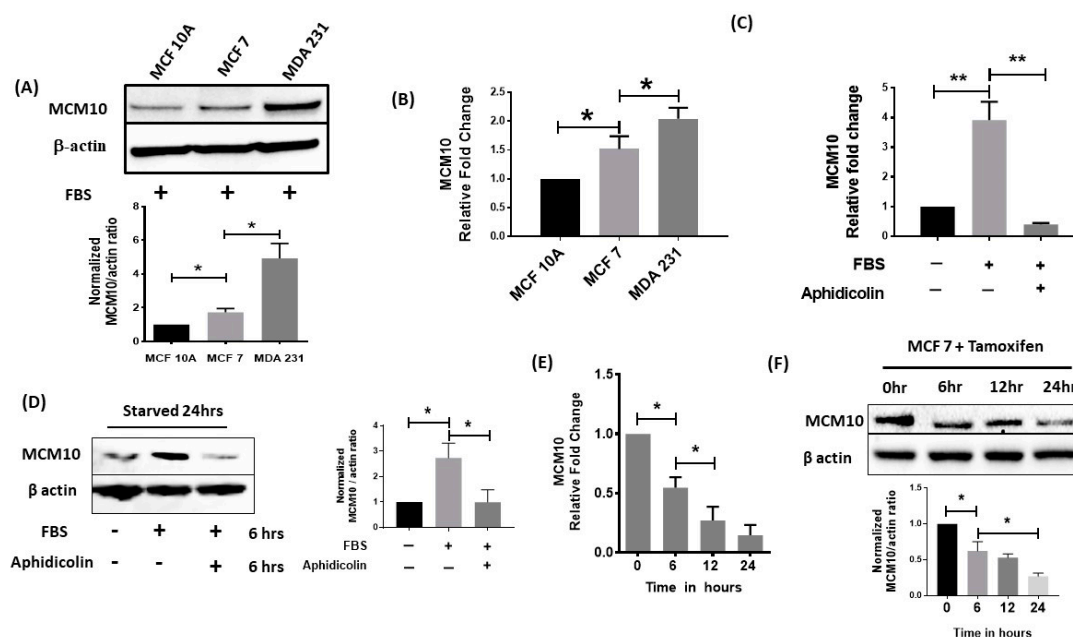 (A)
MCF 10A
MCF 7
MDA 231
MCM10
β-actin
FBS + + +
Normalized
MCM10/actin ratio
8
6
4
2
0
*
*
MCF 10A MCF 7 MDA 231
(B)
MCM10
Relative Fold Change
2.5
2.0
1.5
1.0
0.5
0.0
*
*
MCF 10A
MCF 7
MDA 231
(C)
MCM10
Relative fold change
5
4
3
2
1
0
**
**
FBS — + +
Aphidicolin — — +
(D)
Starved 24hrs
MCM10
β actin
FBS - + + 6 hrs
Aphidicolin - - + 6 hrs
Normalized
MCM10 / actin ratio
4
3
2
1
0
*
*
FBS — + +
Aphidicolin — — +
(E)
MCM10
Relative Fold Change
1.5
1.0
0.5
0.0
*
*
0 6 12 24
Time in hours
(F)
MCF 7 + Tamoxifen
0hr 6hr 12hr 24hr
MCM10
β actin
Normalized
MCM10/actin ratio
1.5
1.0
0.5
0.0
*
*
0 6 12 24
Time in hours